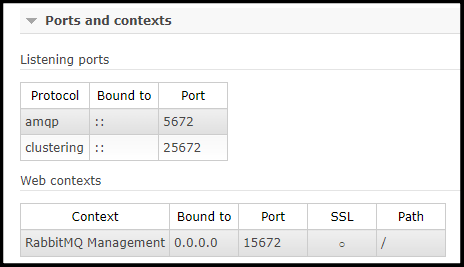 Ports and contexts
Listening ports
Protocol Bound to Port
amqp :: 5672
clustering :: 25672
Web contexts
Context Bound to Port SSL Path
RabbitMQ Management 0.0.0.0 15672 ○ /